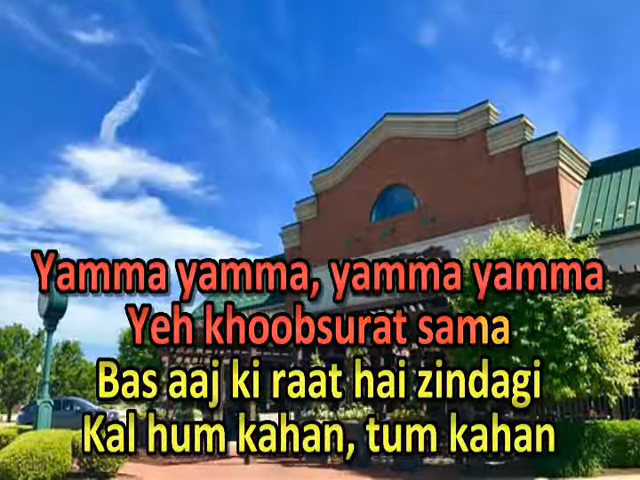 Yamma yamma, yamma yamma
Yeh khoobsurat sama
Bas aaj ki raat hai zindagi
Kal hum kahan, tum kahan